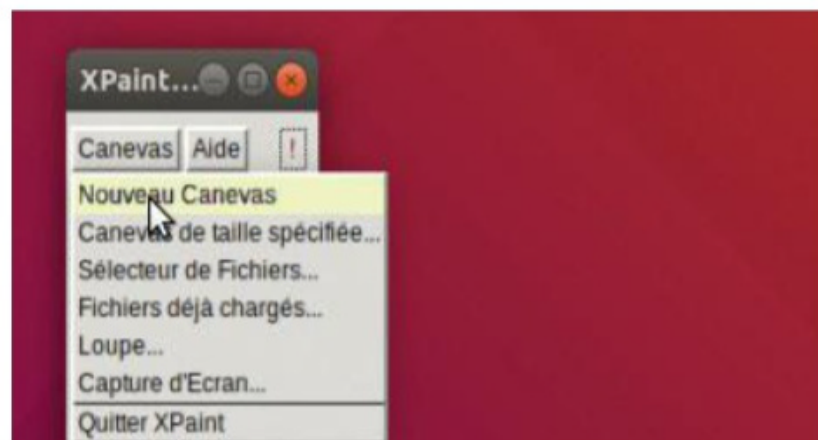 XPaint...
Canevas Aide !
Nouveau Canevas
Canevas de taille spécifiée...
Sélecteur de Fichiers...
Fichiers déjà chargés...
Loupe...
Capture d'Ecran...
Quitter XPaint